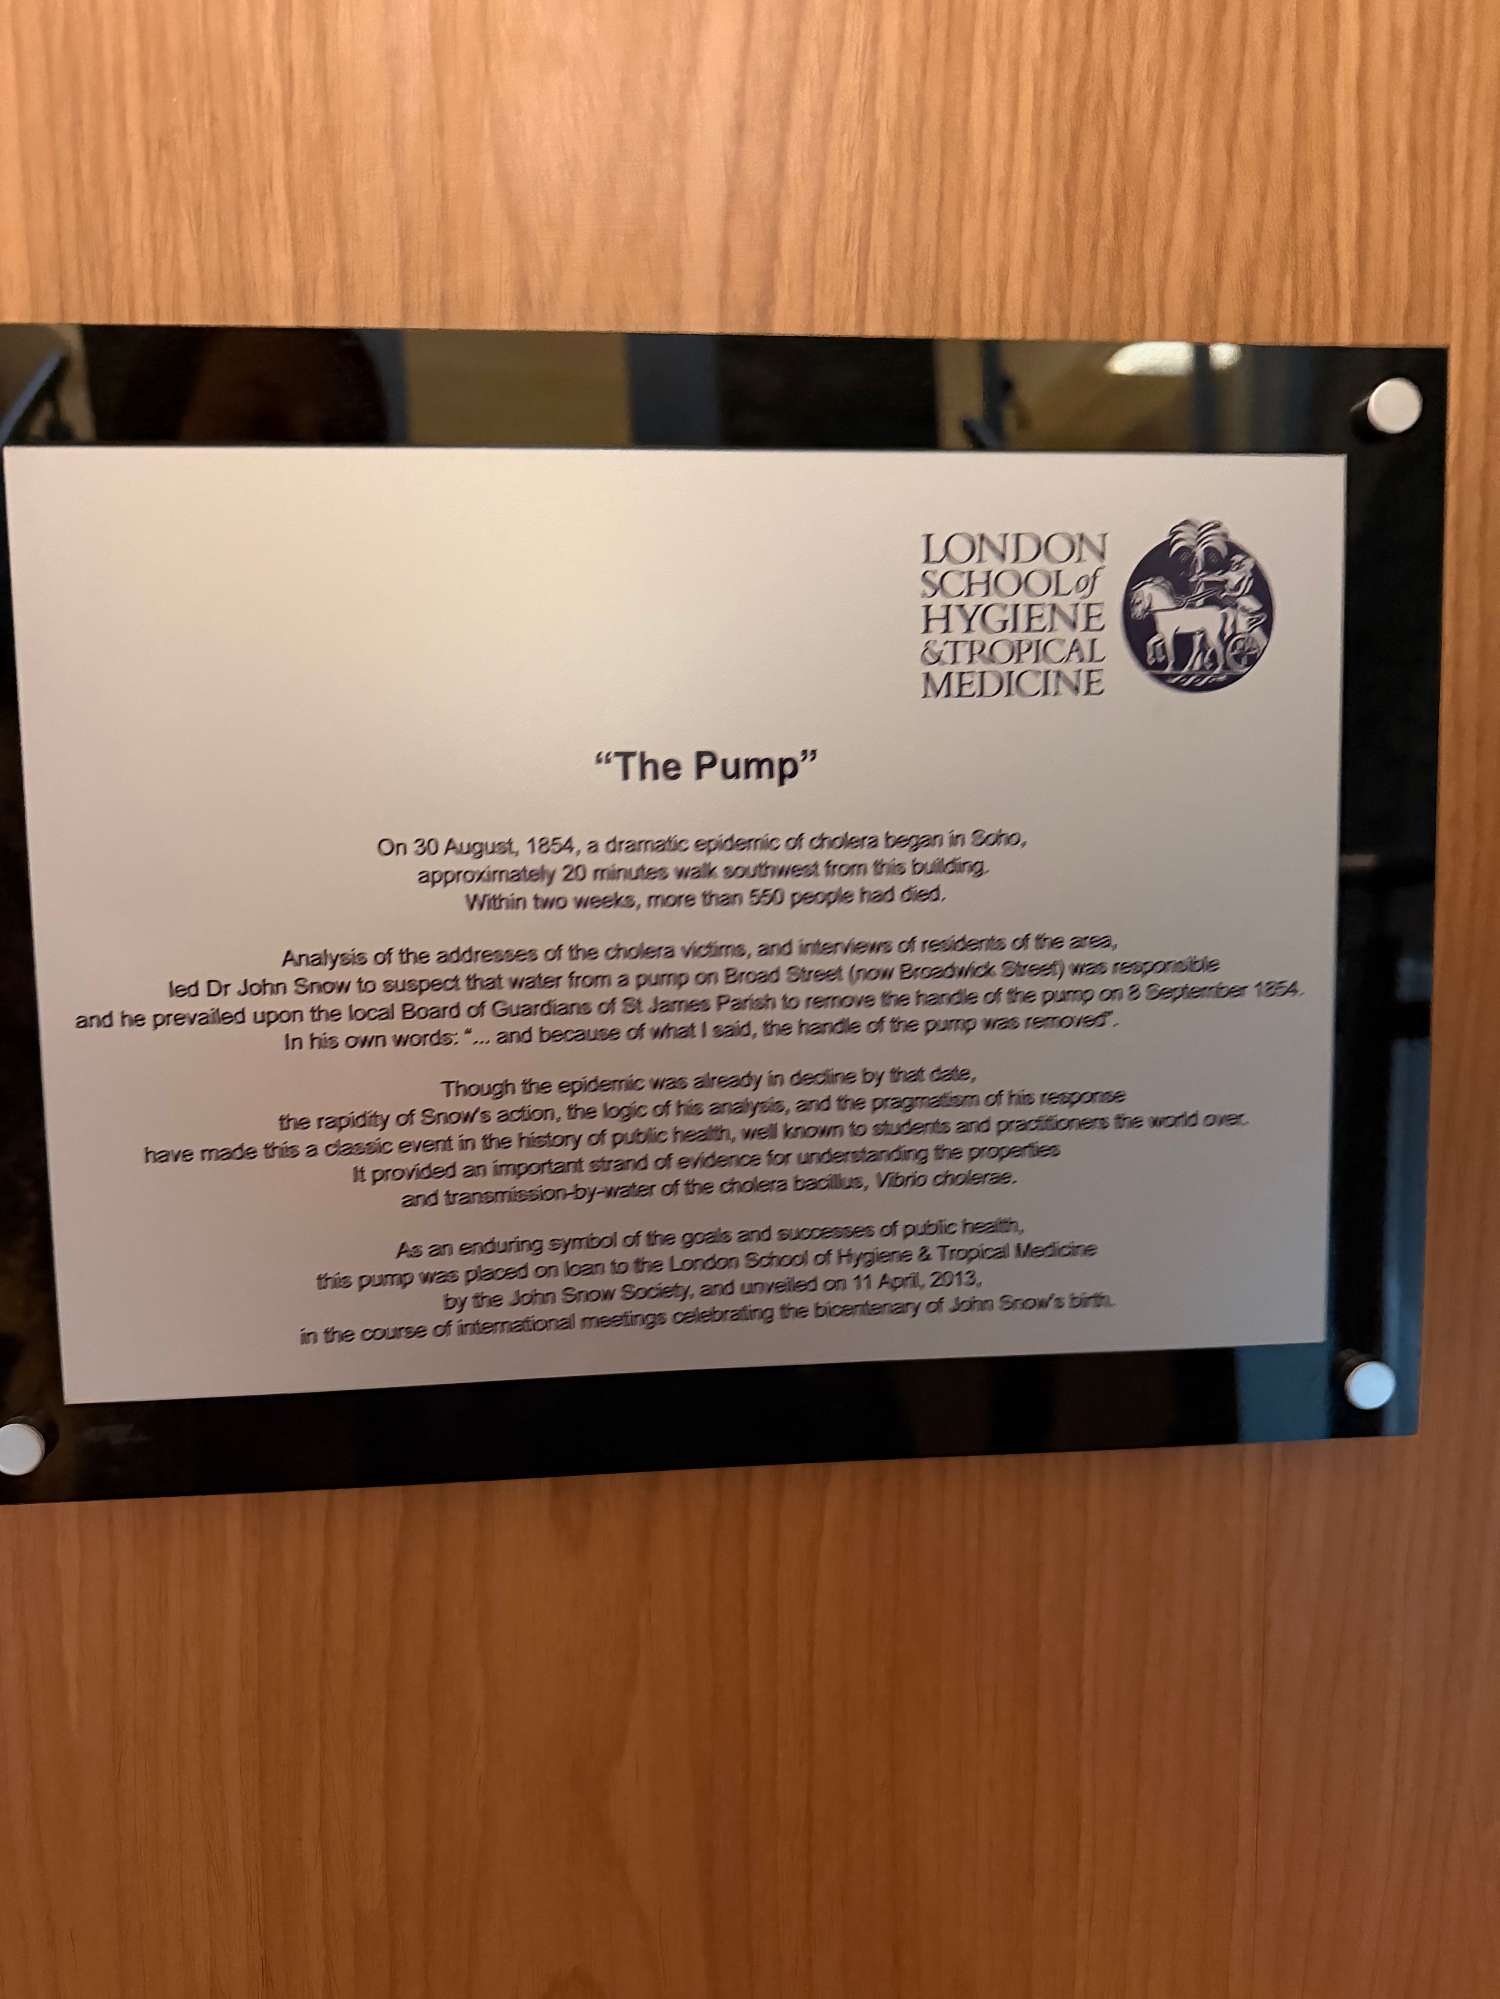 LONDON
SCHOOL of
HYGIENE
&TROPICAL
MEDICINE
“The Pump”
On 30 August, 1854, a dramatic epidemic of cholera began in Soho,
approximately 20 minutes walk southwest from this building.
Within two weeks, more than 550 people had died.
Analysis of the addresses of the cholera victims, and interviews of residents of the area,
led Dr John Snow to suspect that water from a pump on Broad Street (now Broadwick Street) was responsible
and he prevailed upon the local Board of Guardians of St James Parish to remove the handle of the pump on 8 September 1854.
In his own words: “... and because of what I said, the handle of the pump was removed”.
Though the epidemic was already in decline by that date,
the rapidity of Snow's action, the logic of his analysis, and the pragmatism of his response
have made this a classic event in the history of public health, well known to students and practitioners the world over.
It provided an important strand of evidence for understanding the properties
and transmission-by-water of the cholera bacillus, Vibrio cholerae.
As an enduring symbol of the goals and successes of public health,
this pump was placed on loan to the London School of Hygiene & Tropical Medicine
by the John Snow Society, and unveiled on 11 April, 2013,
in the course of international meetings celebrating the bicentenary of John Snow's birth.